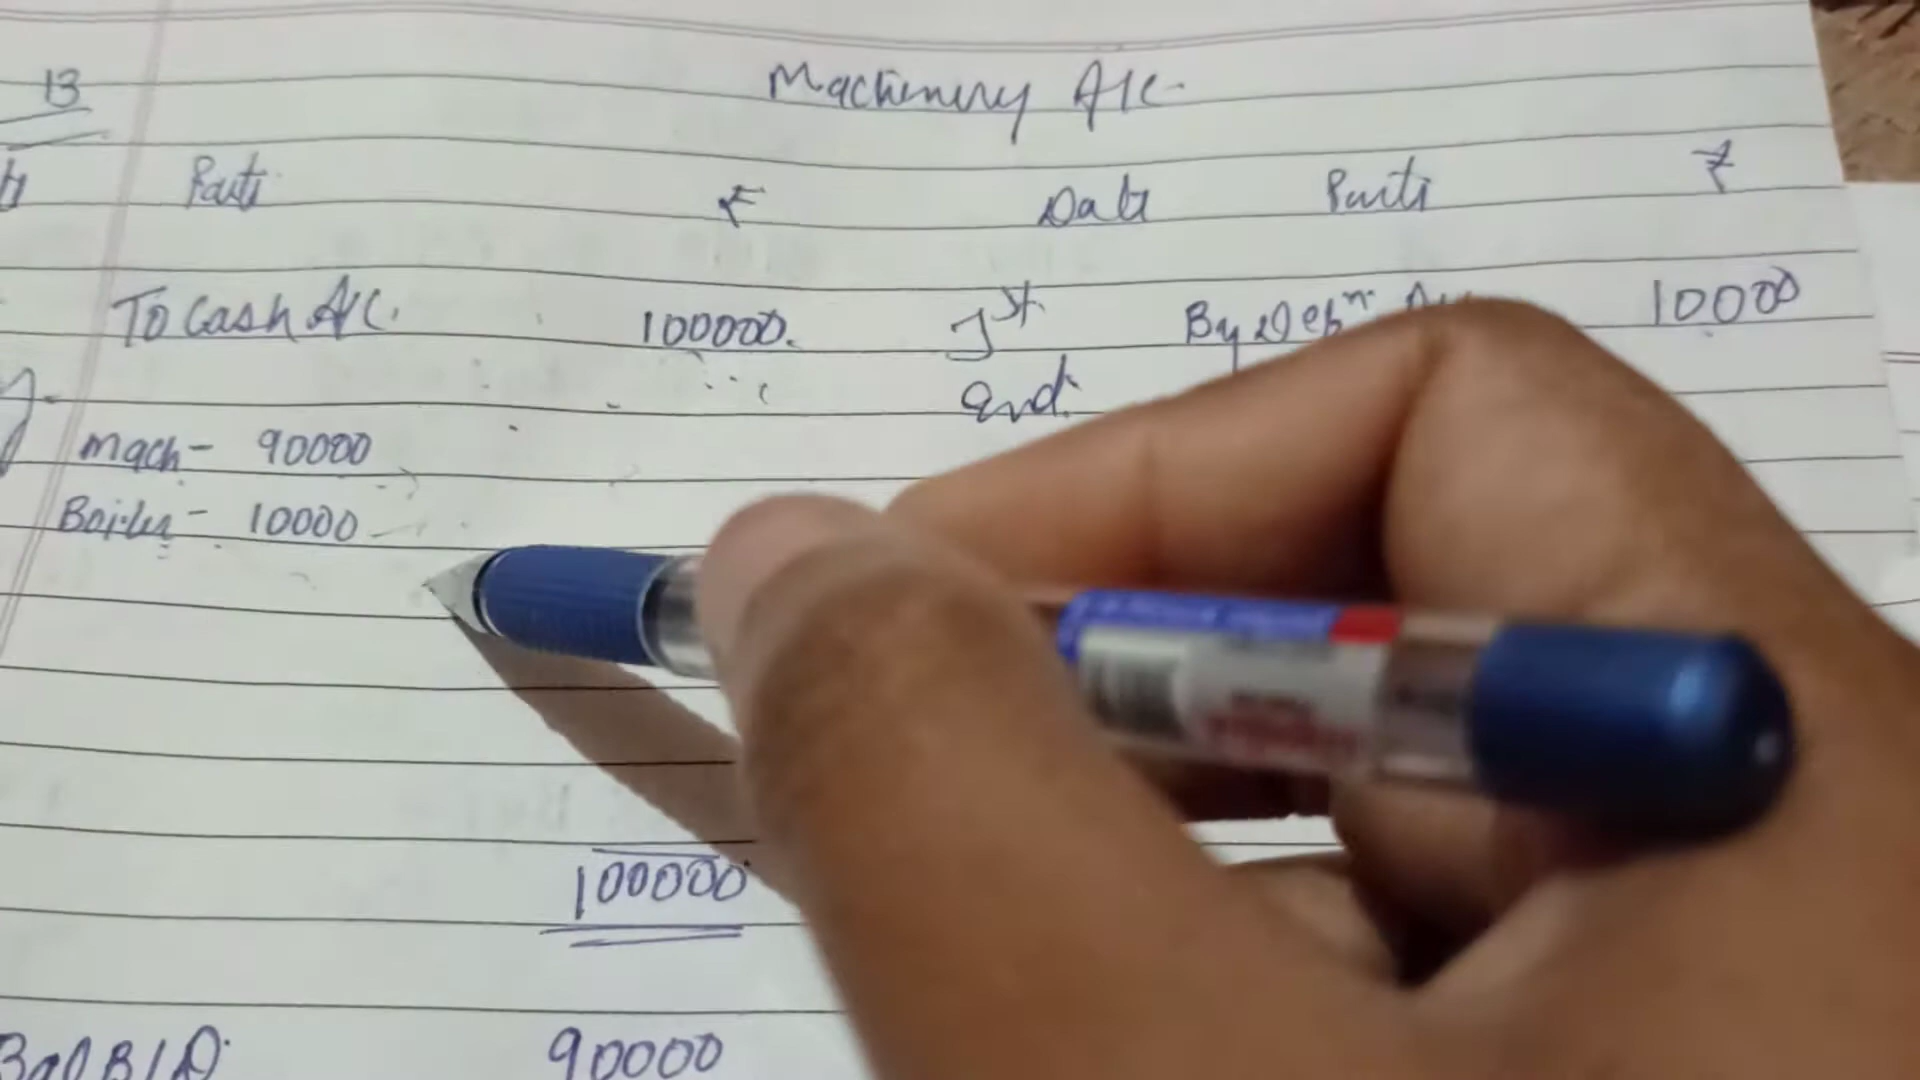 13
Machinery A/c.
Parti ₹ Date Parti ₹
To Cash A/c. 100000. 1st By Depn 10000
end.
Mach- 90000
Boiler- 10000
100000
Bal B/D. 90000